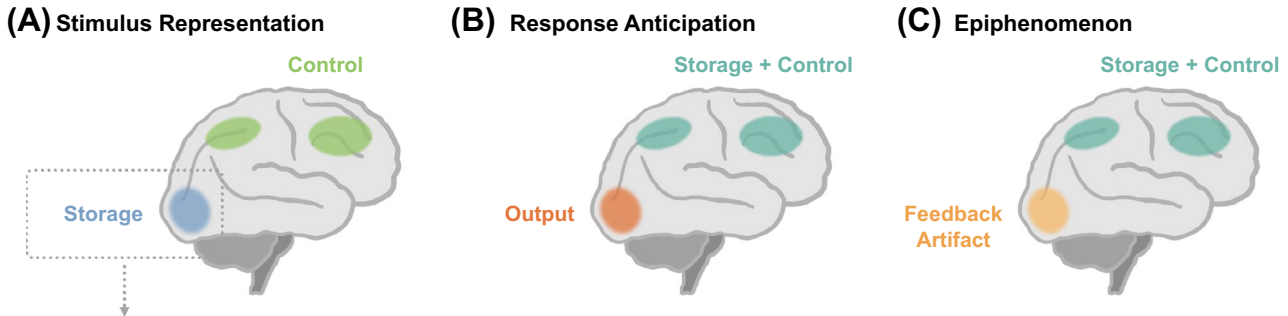 (A) Stimulus Representation
(B) Response Anticipation
(C) Epiphenomenon
Control
Storage + Control
Storage + Control
Storage
Output
Feedback
Artifact